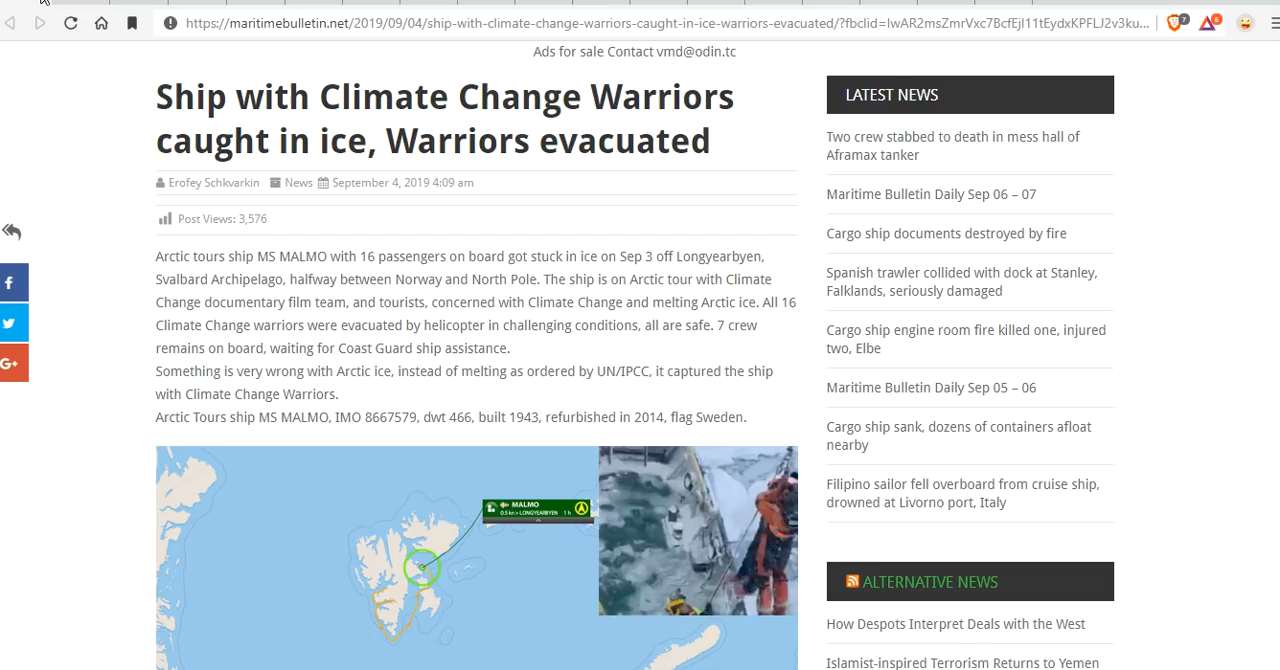 https://maritimebulletin.net/2019/09/04/ship-with-climate-change-warriors-caught-in-ice-warriors-evacuated/?fbclid=IwAR2msZmrVxc7BcfEjI11tEydxKPFLJ2v3ku...
7
6
Ads for sale Contact vmd@odin.tc
Ship with Climate Change Warriors
caught in ice, Warriors evacuated
Erofey Schkvarkin News September 4, 2019 4:09 am
Post Views: 3,576
Arctic tours ship MS MALMO with 16 passengers on board got stuck in ice on Sep 3 off Longyearbyen,
Svalbard Archipelago, halfway between Norway and North Pole. The ship is on Arctic tour with Climate
Change documentary film team, and tourists, concerned with Climate Change and melting Arctic ice. All 16
Climate Change warriors were evacuated by helicopter in challenging conditions, all are safe. 7 crew
remains on board, waiting for Coast Guard ship assistance.
Something is very wrong with Arctic ice, instead of melting as ordered by UN/IPCC, it captured the ship
with Climate Change Warriors.
Arctic Tours ship MS MALMO, IMO 8667579, dwt 466, built 1943, refurbished in 2014, flag Sweden.
MALMO
0.5 kn > LONGYEARBYEN 1 h
f
G+
LATEST NEWS
Two crew stabbed to death in mess hall of
Aframax tanker
Maritime Bulletin Daily Sep 06 – 07
Cargo ship documents destroyed by fire
Spanish trawler collided with dock at Stanley,
Falklands, seriously damaged
Cargo ship engine room fire killed one, injured
two, Elbe
Maritime Bulletin Daily Sep 05 – 06
Cargo ship sank, dozens of containers afloat
nearby
Filipino sailor fell overboard from cruise ship,
drowned at Livorno port, Italy
ALTERNATIVE NEWS
How Despots Interpret Deals with the West
Islamist-inspired Terrorism Returns to Yemen